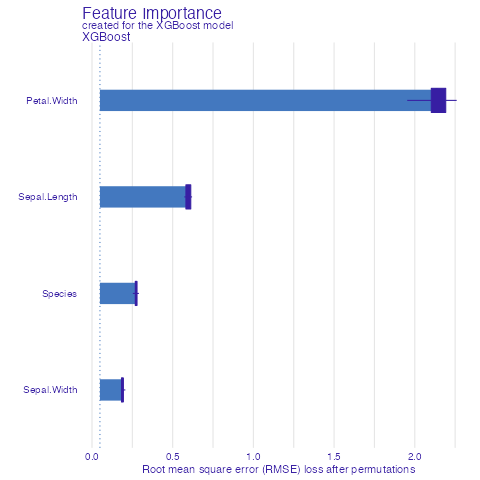 Feature Importance
created for the XGBoost model
XGBoost
Petal.Width
Sepal.Length
Species
Sepal.Width
0.0 0.5 1.0 1.5 2.0
Root mean square error (RMSE) loss after permutations